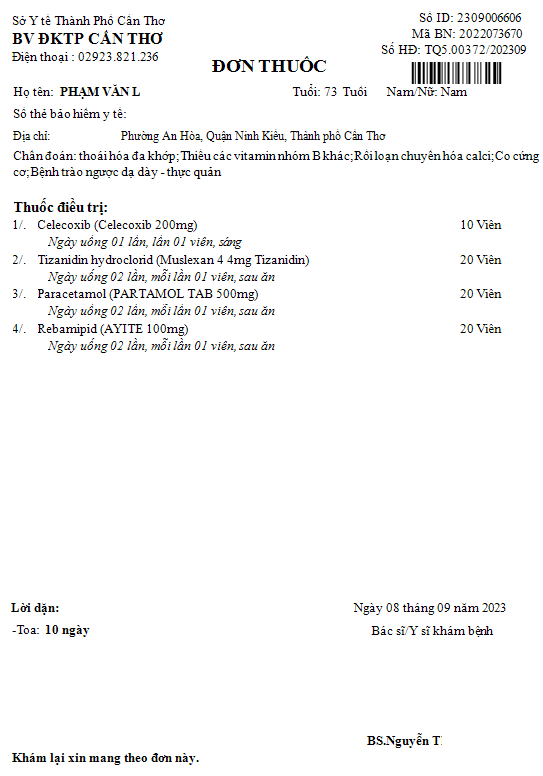 Sở Y tế Thành Phố Cần Thơ
BV ĐKTP CẦN THƠ
Điện thoại : 02923.821.236
Số ID: 2309006606
Mã BN: 2022073670
Số HĐ: TQ5.00372/202309
ĐƠN THUỐC
Họ tên: PHẠM VĂN L Tuổi: 73 Tuổi Nam/Nữ: Nam
Số thẻ bảo hiểm y tế:
Địa chỉ: Phường An Hòa, Quận Ninh Kiều, Thành phố Cần Thơ
Chẩn đoán: thoái hóa đa khớp;Thiếu các vitamin nhóm B khác;Rối loạn chuyển hóa calci;Co cứng
cơ;Bệnh trào ngược dạ dày - thực quản
Thuốc điều trị:
1/. Celecoxib (Celecoxib 200mg) 10 Viên
Ngày uống 01 lần, lần 01 viên, sáng
2/. Tizanidin hydroclorid (Muslexan 4 4mg Tizanidin) 20 Viên
Ngày uống 02 lần, mỗi lần 01 viên, sau ăn
3/. Paracetamol (PARTAMOL TAB 500mg) 20 Viên
Ngày uống 02 lần, mỗi lần 01 viên, sau ăn
4/. Rebamipid (AYITE 100mg) 20 Viên
Ngày uống 02 lần, mỗi lần 01 viên, sau ăn
Lời dặn:
-Toa: 10 ngày
Ngày 08 tháng 09 năm 2023
Bác sĩ/Y sĩ khám bệnh
BS.Nguyễn T
Khám lại xin mang theo đơn này.